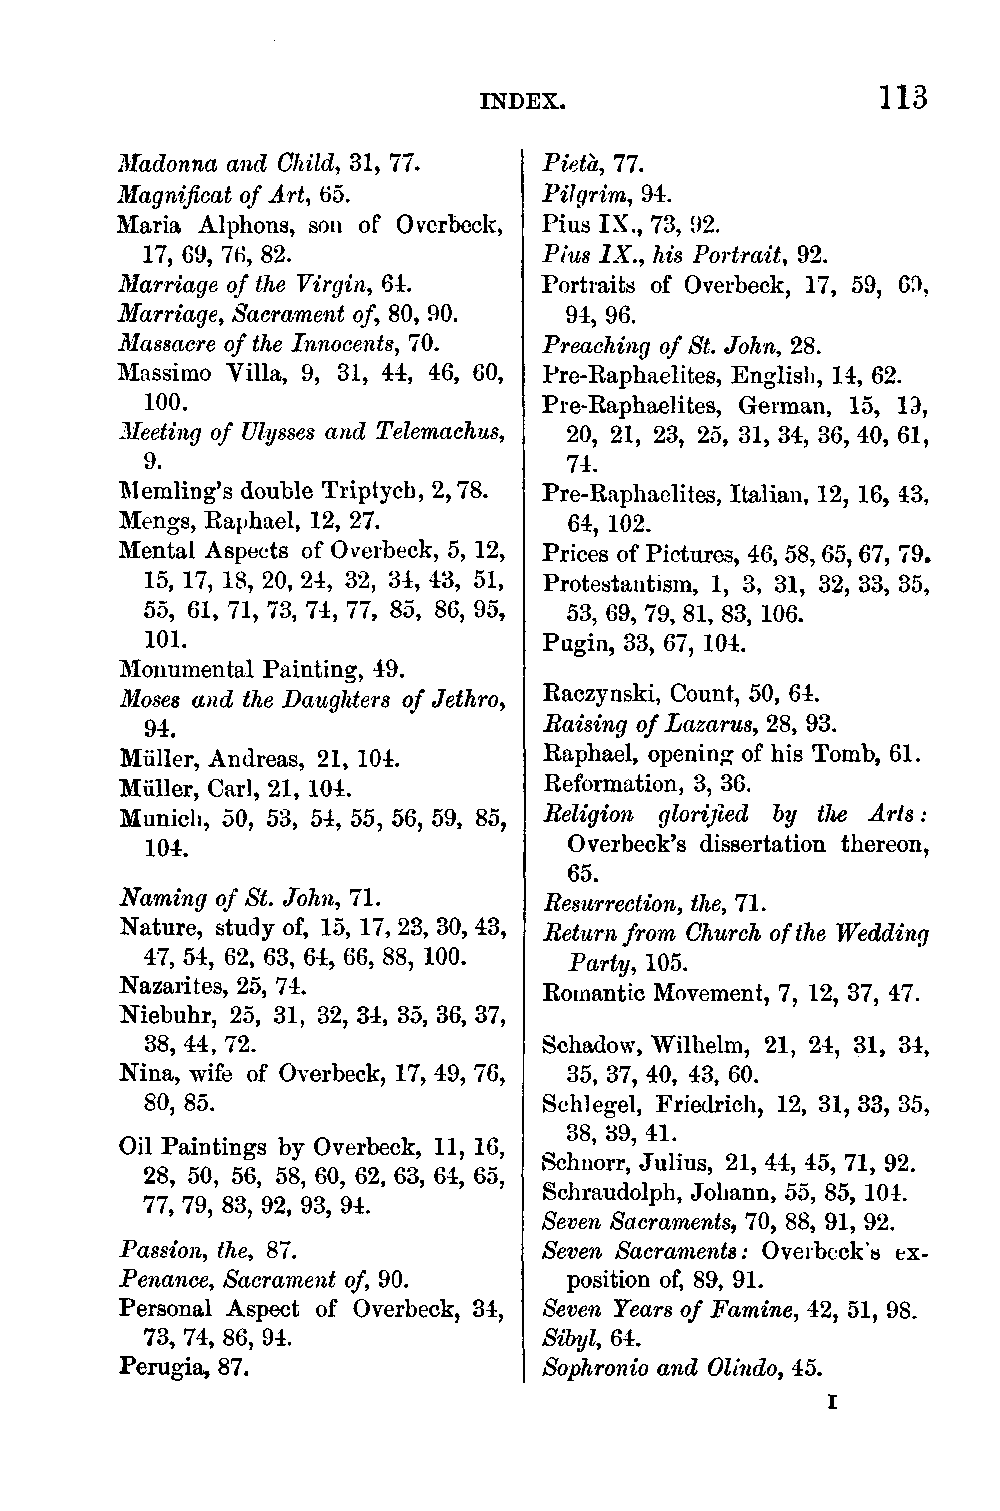 INDEX. 113
Madonna and Child, 31, 77.
Magnificat of Art, 65.
Maria Alphons, son of Overbeck,
17, 69, 76, 82.
Marriage of the Virgin, 64.
Marriage, Sacrament of, 80, 90.
Massacre of the Innocents, 70.
Massimo Villa, 9, 31, 44, 46, 60,
100.
Meeting of Ulysses and Telemachus,
9.
Memling's double Triptych, 2, 78.
Mengs, Raphael, 12, 27.
Mental Aspects of Overbeck, 5, 12,
15, 17, 18, 20, 24, 32, 34, 43, 51,
55, 61, 71, 73, 74, 77, 85, 86, 95,
101.
Monumental Painting, 49.
Moses and the Daughters of Jethro,
94.
Müller, Andreas, 21, 104.
Müller, Carl, 21, 104.
Munich, 50, 53, 54, 55, 56, 59, 85,
104.
Naming of St. John, 71.
Nature, study of, 15, 17, 23, 30, 43,
47, 54, 62, 63, 64, 66, 88, 100.
Nazarites, 25, 74.
Niebuhr, 25, 31, 32, 34, 35, 36, 37,
38, 44, 72.
Nina, wife of Overbeck, 17, 49, 76,
80, 85.
Oil Paintings by Overbeck, 11, 16,
28, 50, 56, 58, 60, 62, 63, 64, 65,
77, 79, 83, 92, 93, 94.
Passion, the, 87.
Penance, Sacrament of, 90.
Personal Aspect of Overbeck, 34,
73, 74, 86, 94.
Perugia, 87.
Pietà, 77.
Pilgrim, 94.
Pius IX., 73, 92.
Pius IX., his Portrait, 92.
Portraits of Overbeck, 17, 59, 69,
94, 96.
Preaching of St. John, 28.
Pre-Raphaelites, English, 14, 62.
Pre-Raphaelites, German, 15, 19,
20, 21, 23, 25, 31, 34, 36, 40, 61,
74.
Pre-Raphaelites, Italian, 12, 16, 43,
64, 102.
Prices of Pictures, 46, 58, 65, 67, 79.
Protestantism, 1, 3, 31, 32, 33, 35,
53, 69, 79, 81, 83, 106.
Pugin, 33, 67, 104.
Raczynski, Count, 50, 64.
Raising of Lazarus, 28, 93.
Raphael, opening of his Tomb, 61.
Reformation, 3, 36.
Religion glorified by the Arts:
Overbeck's dissertation thereon,
65.
Resurrection, the, 71.
Return from Church of the Wedding
Party, 105.
Romantic Movement, 7, 12, 37, 47.
Schadow, Wilhelm, 21, 24, 31, 34,
35, 37, 40, 43, 60.
Schlegel, Friedrich, 12, 31, 33, 35,
38, 39, 41.
Schnorr, Julius, 21, 44, 45, 71, 92.
Schraudolph, Johann, 55, 85, 104.
Seven Sacraments, 70, 88, 91, 92.
Seven Sacraments: Overbeck's ex-
position of, 89, 91.
Seven Years of Famine, 42, 51, 98.
Sibyl, 64.
Sophronio and Olindo, 45.
I